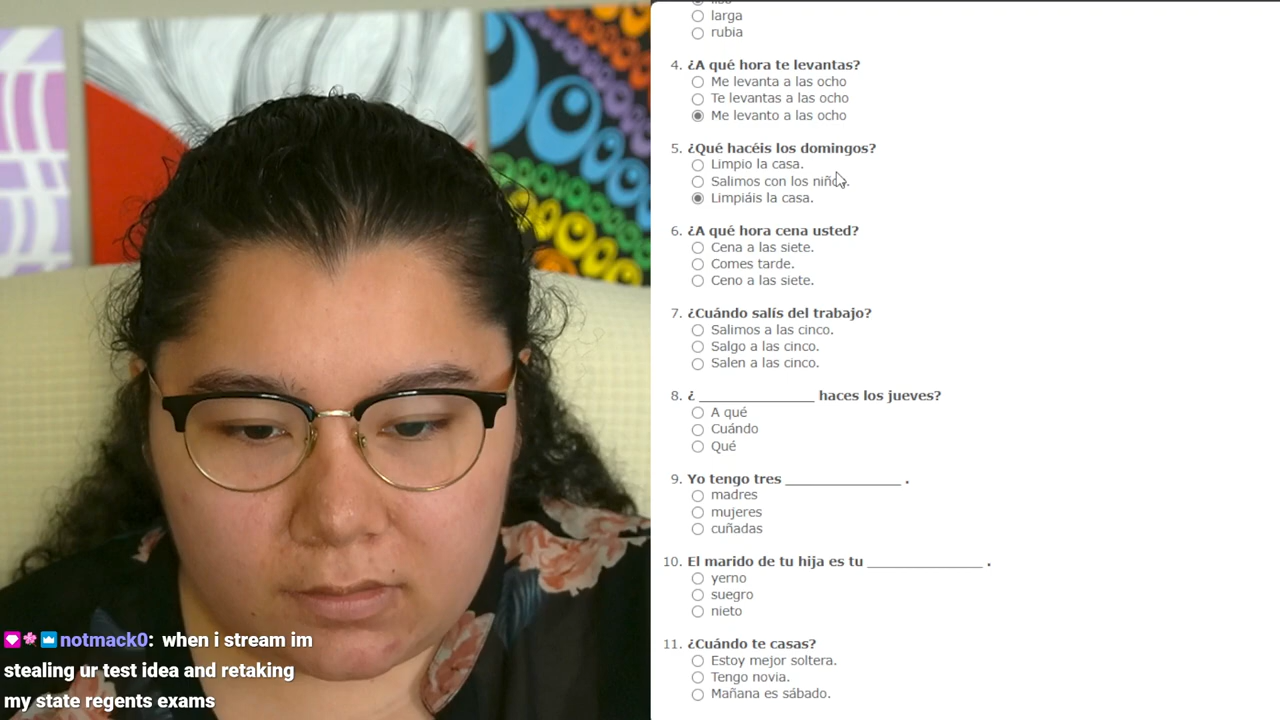 larga
rubia
4. ¿A qué hora te levantas?
Me levanta a las ocho
Te levantas a las ocho
Me levanto a las ocho
5. ¿Qué hacéis los domingos?
Limpio la casa.
Salimos con los niños.
Limpiáis la casa.
6. ¿A qué hora cena usted?
Cena a las siete.
Comes tarde.
Ceno a las siete.
7. ¿Cuándo salís del trabajo?
Salimos a las cinco.
Salgo a las cinco.
Salen a las cinco.
8. ¿ _______________ haces los jueves?
A qué
Cuándo
Qué
9. Yo tengo tres _______________ .
madres
mujeres
cuñadas
10. El marido de tu hija es tu _______________ .
yerno
suegro
nieto
11. ¿Cuándo te casas?
Estoy mejor soltera.
Tengo novia.
Mañana es sábado.
notmack0: when i stream im
stealing ur test idea and retaking
my state regents exams